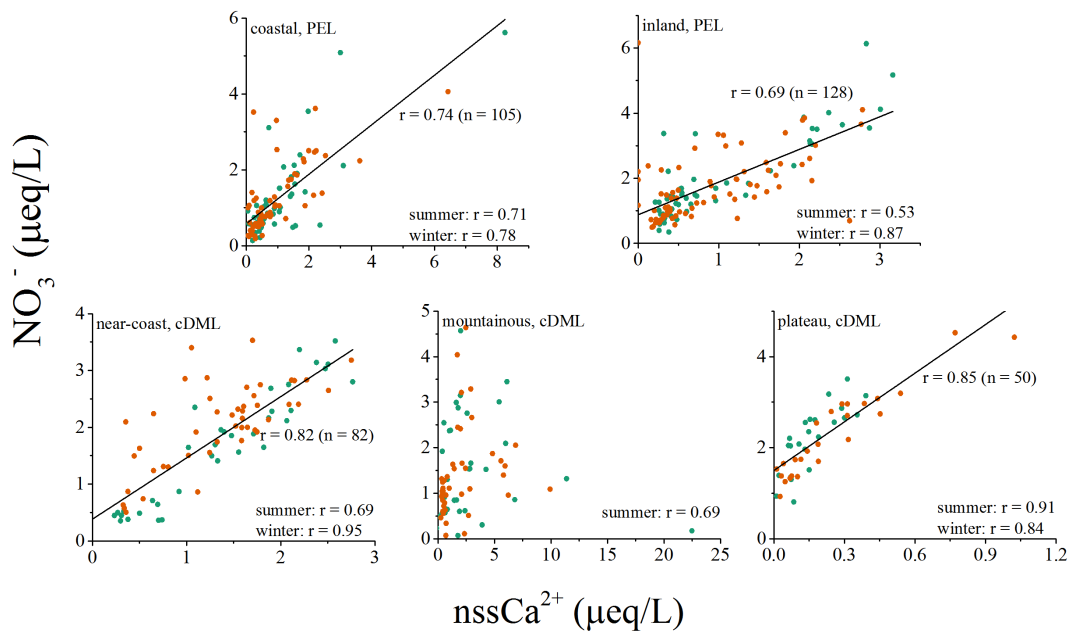 coastal, PEL
6
4
2
0
0
2
4
6
8
r = 0.74 (n = 105)
summer: r = 0.71
winter: r = 0.78
inland, PEL
6
4
2
0
0
1
2
3
r = 0.69 (n = 128)
summer: r = 0.53
winter: r = 0.87
NO₃⁻ (µeq/L)
near-coast, cDML
4
3
2
1
0
0
1
2
3
r = 0.82 (n = 82)
summer: r = 0.69
winter: r = 0.95
mountainous, cDML
5
4
3
2
1
0
0
5
10
15
20
25
summer: r = 0.69
plateau, cDML
4
2
0
0.0
0.3
0.6
0.9
1.2
r = 0.85 (n = 50)
summer: r = 0.91
winter: r = 0.84
nssCa²⁺ (µeq/L)